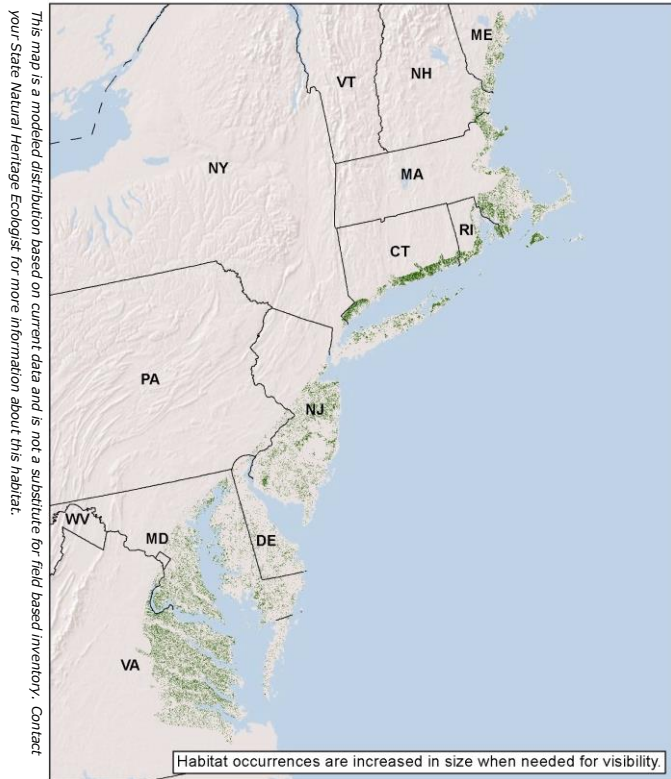 This map is a modeled distribution based on current data and is not a substitute for field based inventory. Contact
your State Natural Heritage Ecologist for more information about this habitat.
ME
VT
NH
NY
MA
CT
RI
PA
NJ
WV
MD
DE
VA
Habitat occurrences are increased in size when needed for visibility.